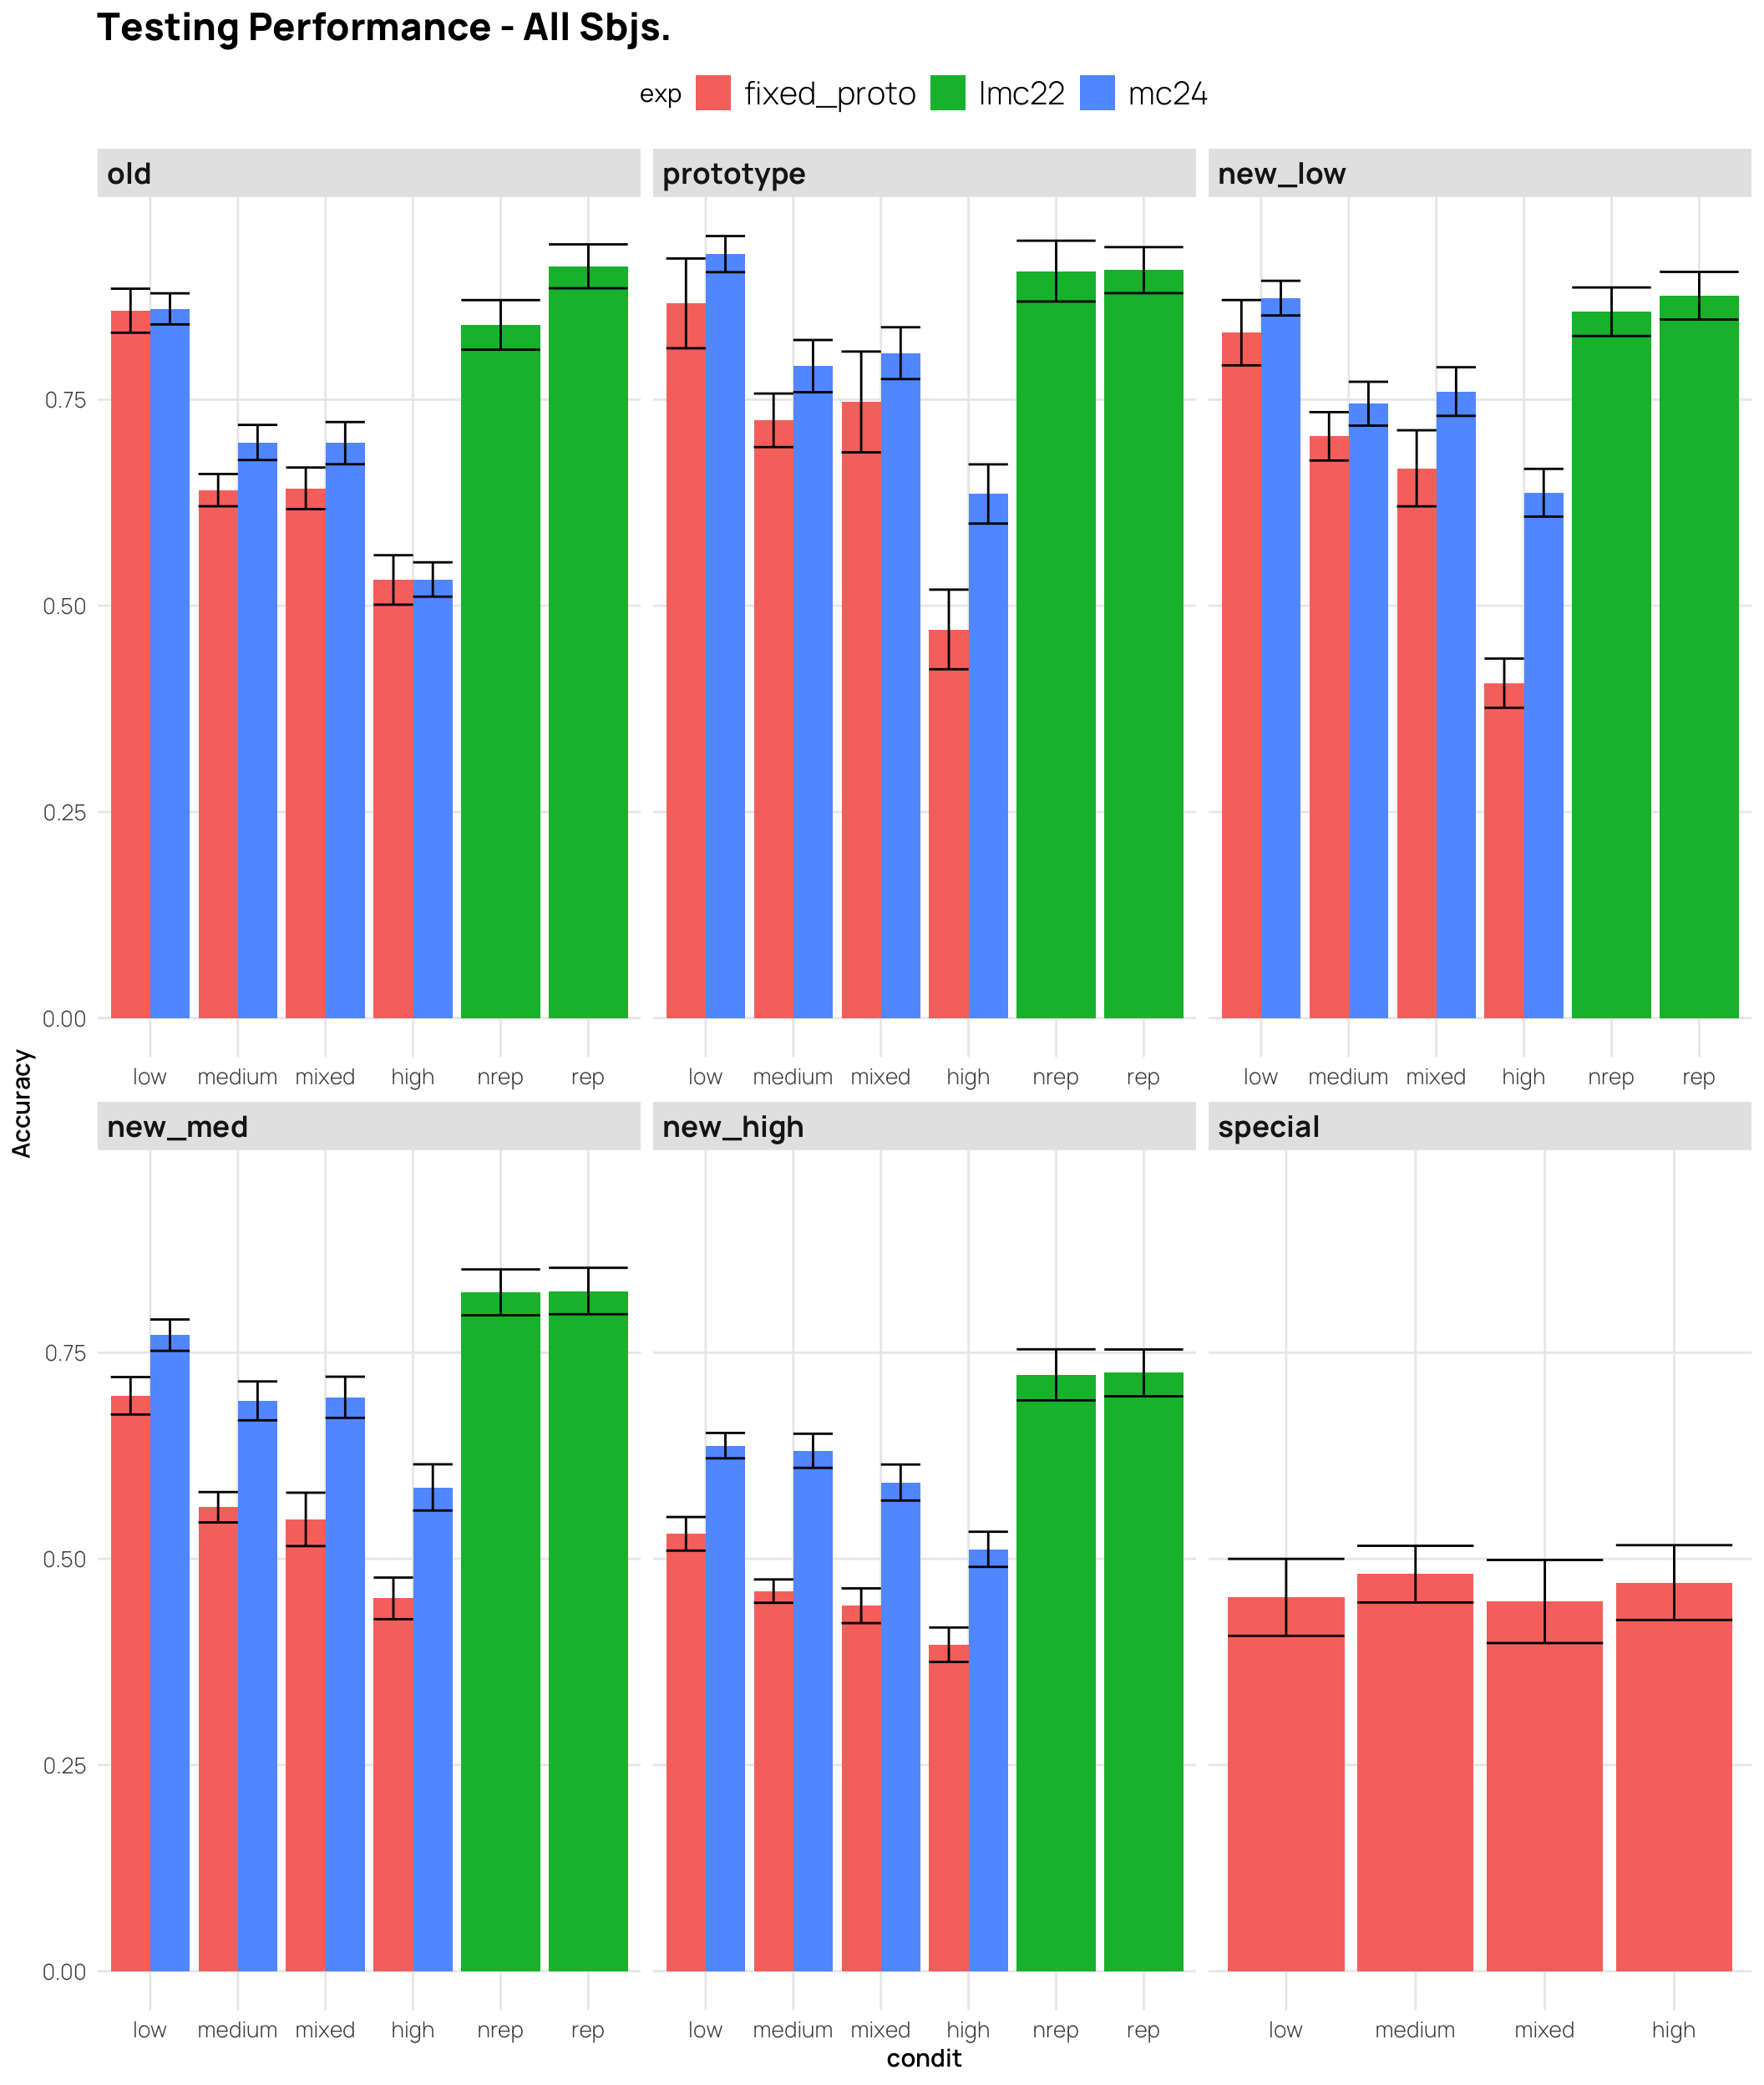 Testing Performance - All Sbjs.
exp fixed_proto lmc22 mc24
old prototype new_low
0.75
0.50
0.25
0.00
low medium mixed high nrep rep low medium mixed high nrep rep low medium mixed high nrep rep
Accuracy
new_med new_high special
0.75
0.50
0.25
0.00
low medium mixed high nrep rep low medium mixed high nrep rep low medium mixed high
condit